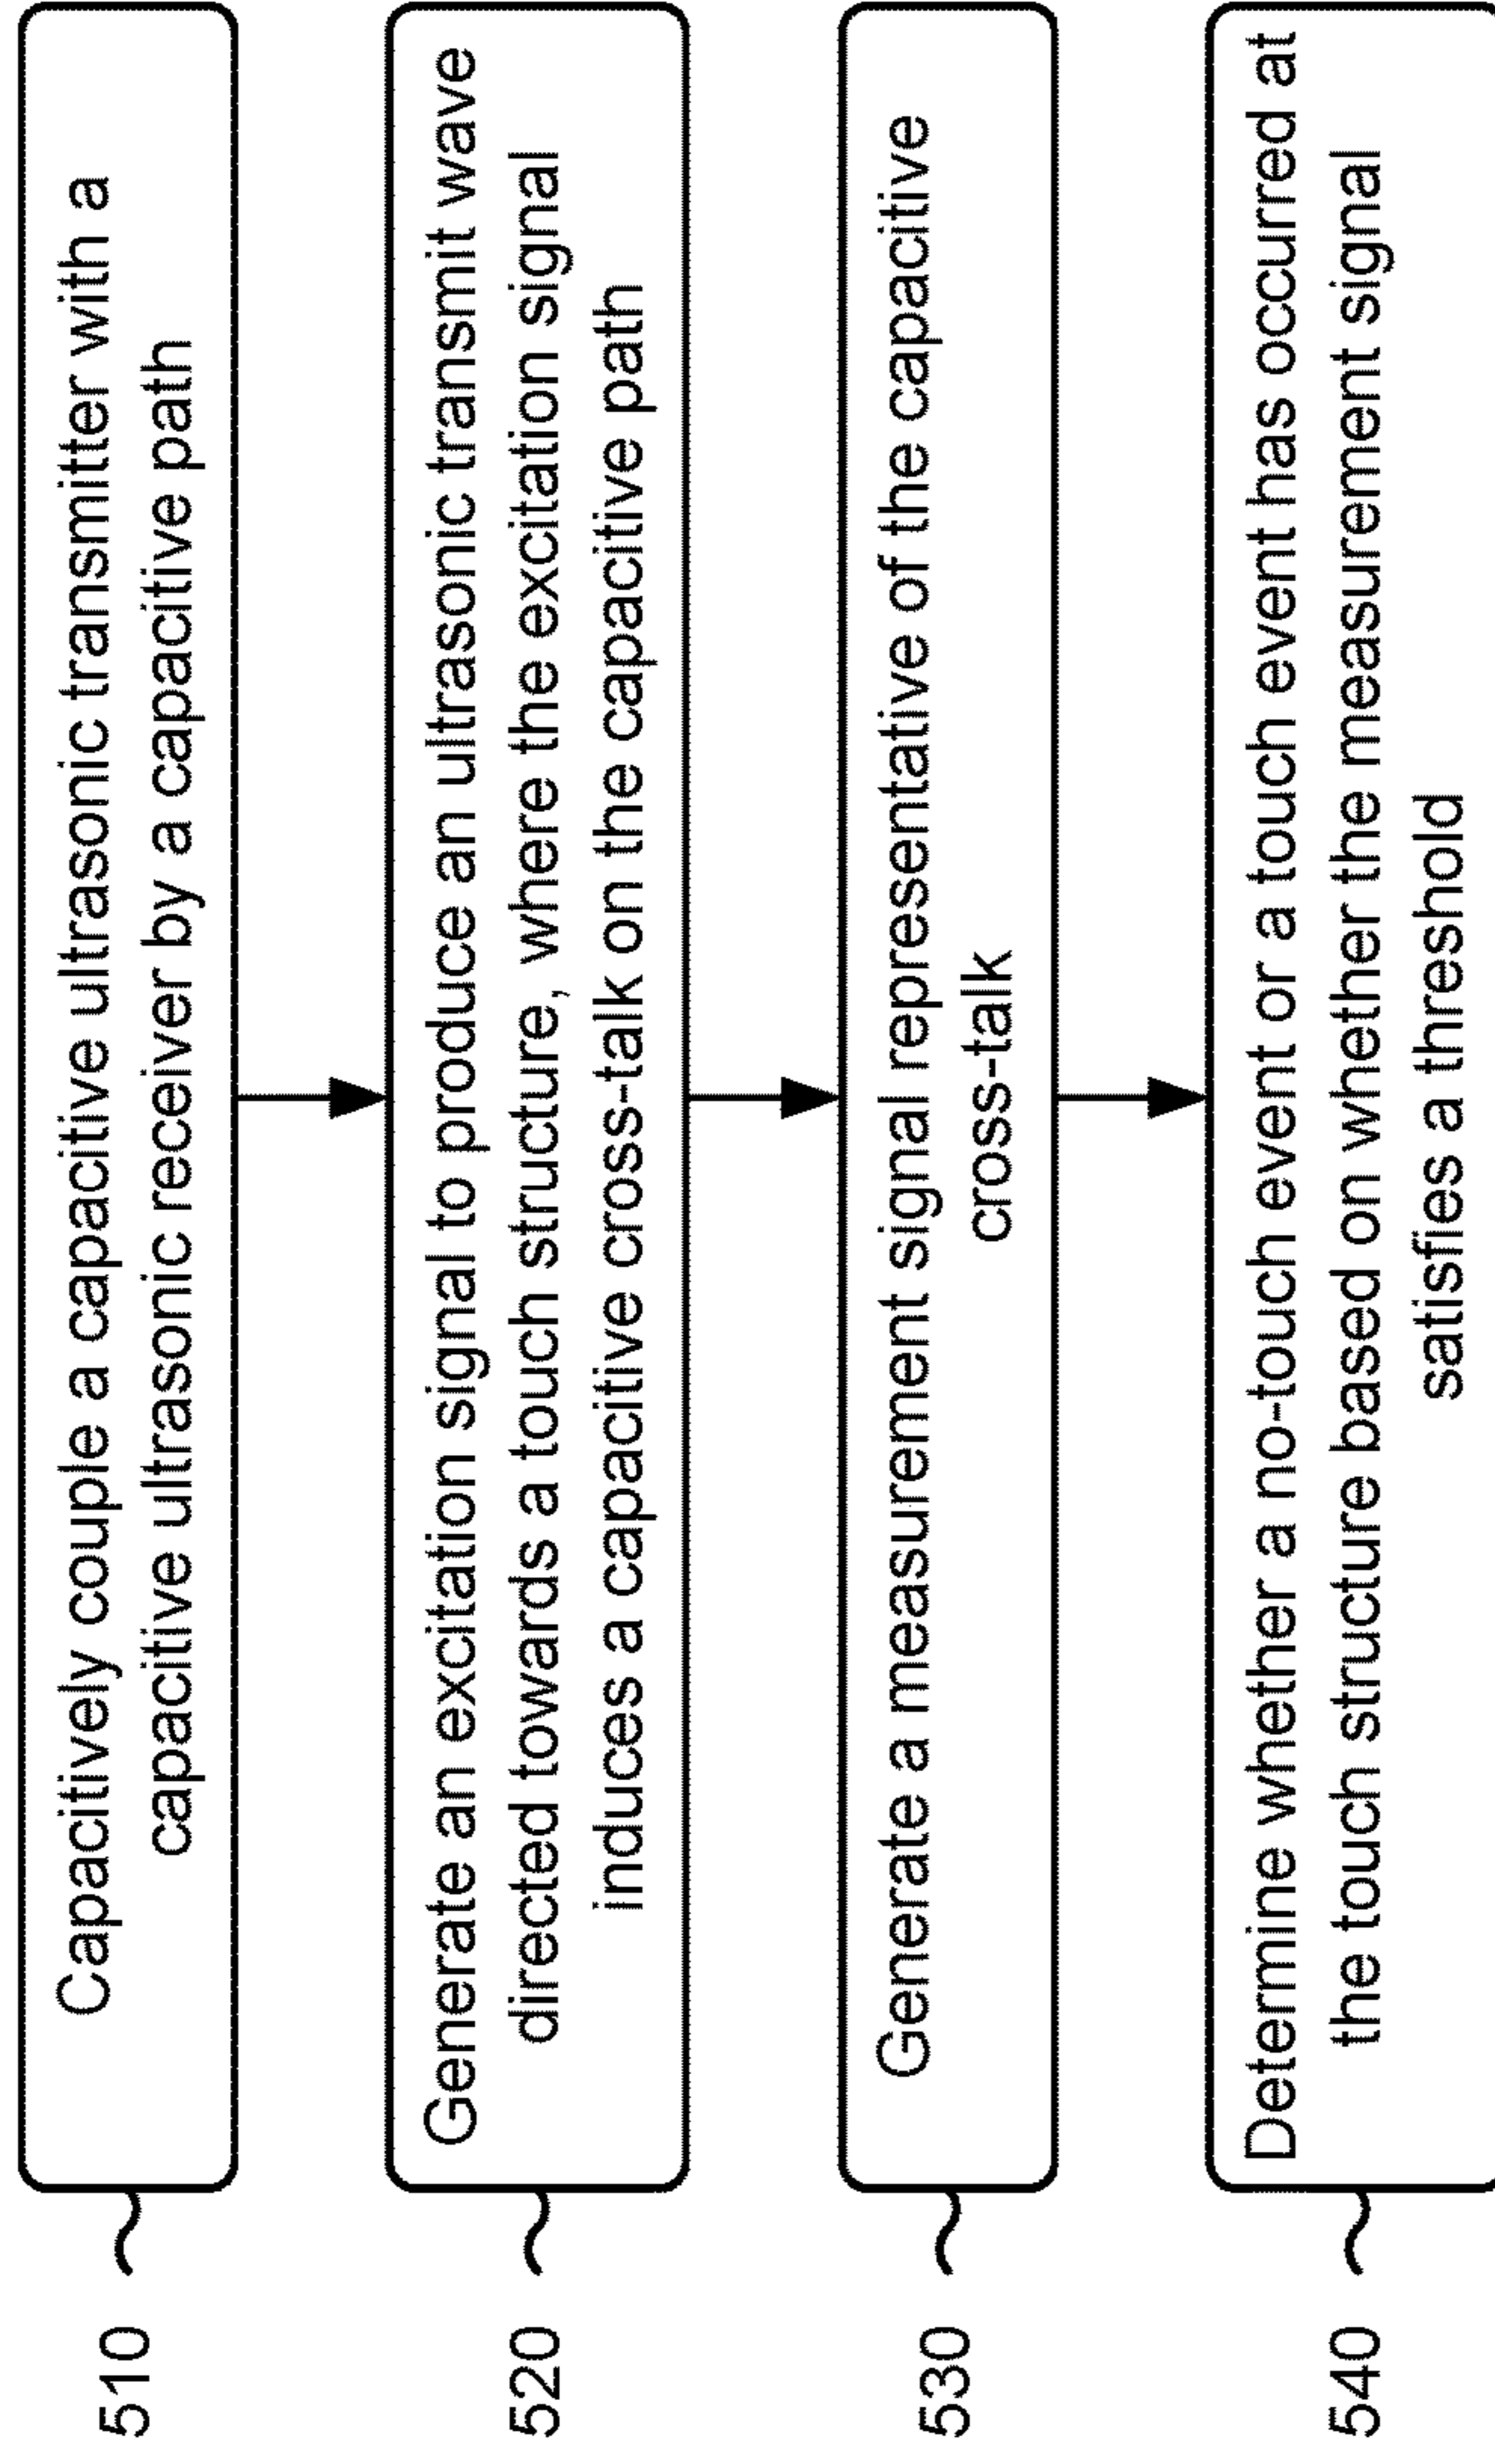 510
Capacitively couple a capacitive ultrasonic transmitter with a
capacitive ultrasonic receiver by a capacitive path
520
Generate an excitation signal to produce an ultrasonic transmit wave
directed towards a touch structure, where the excitation signal
induces a capacitive cross-talk on the capacitive path
530
Generate a measurement signal representative of the capacitive
cross-talk
540
Determine whether a no-touch event or a touch event has occurred at
the touch structure based on whether the measurement signal
satisfies a threshold